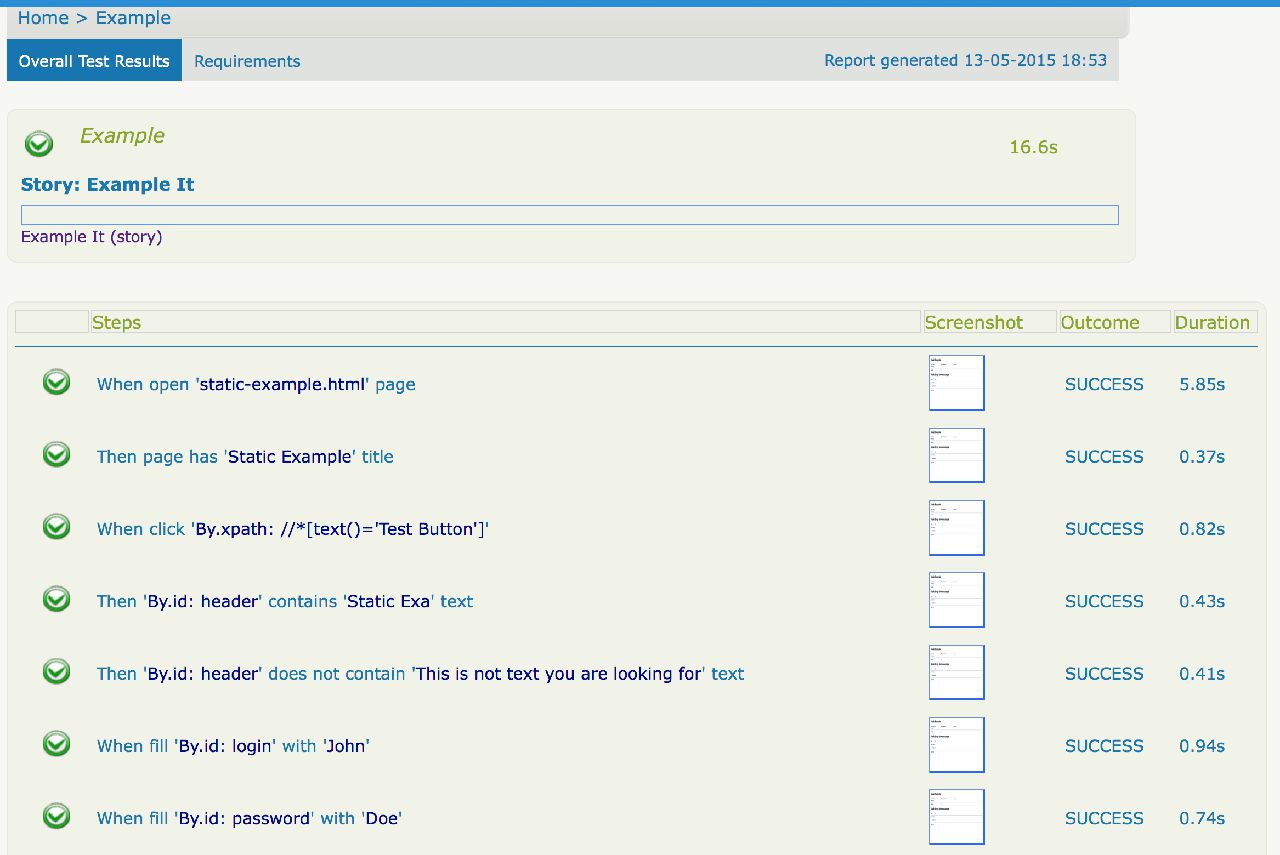 Home > Example
Overall Test Results Requirements Report generated 13-05-2015 18:53
Example 16.6s
Story: Example It
Example It (story)
Steps Screenshot Outcome Duration
When open 'static-example.html' page SUCCESS 5.85s
Then page has 'Static Example' title SUCCESS 0.37s
When click 'By.xpath: //*[text()='Test Button']' SUCCESS 0.82s
Then 'By.id: header' contains 'Static Exa' text SUCCESS 0.43s
Then 'By.id: header' does not contain 'This is not text you are looking for' text SUCCESS 0.41s
When fill 'By.id: login' with 'John' SUCCESS 0.94s
When fill 'By.id: password' with 'Doe' SUCCESS 0.74s